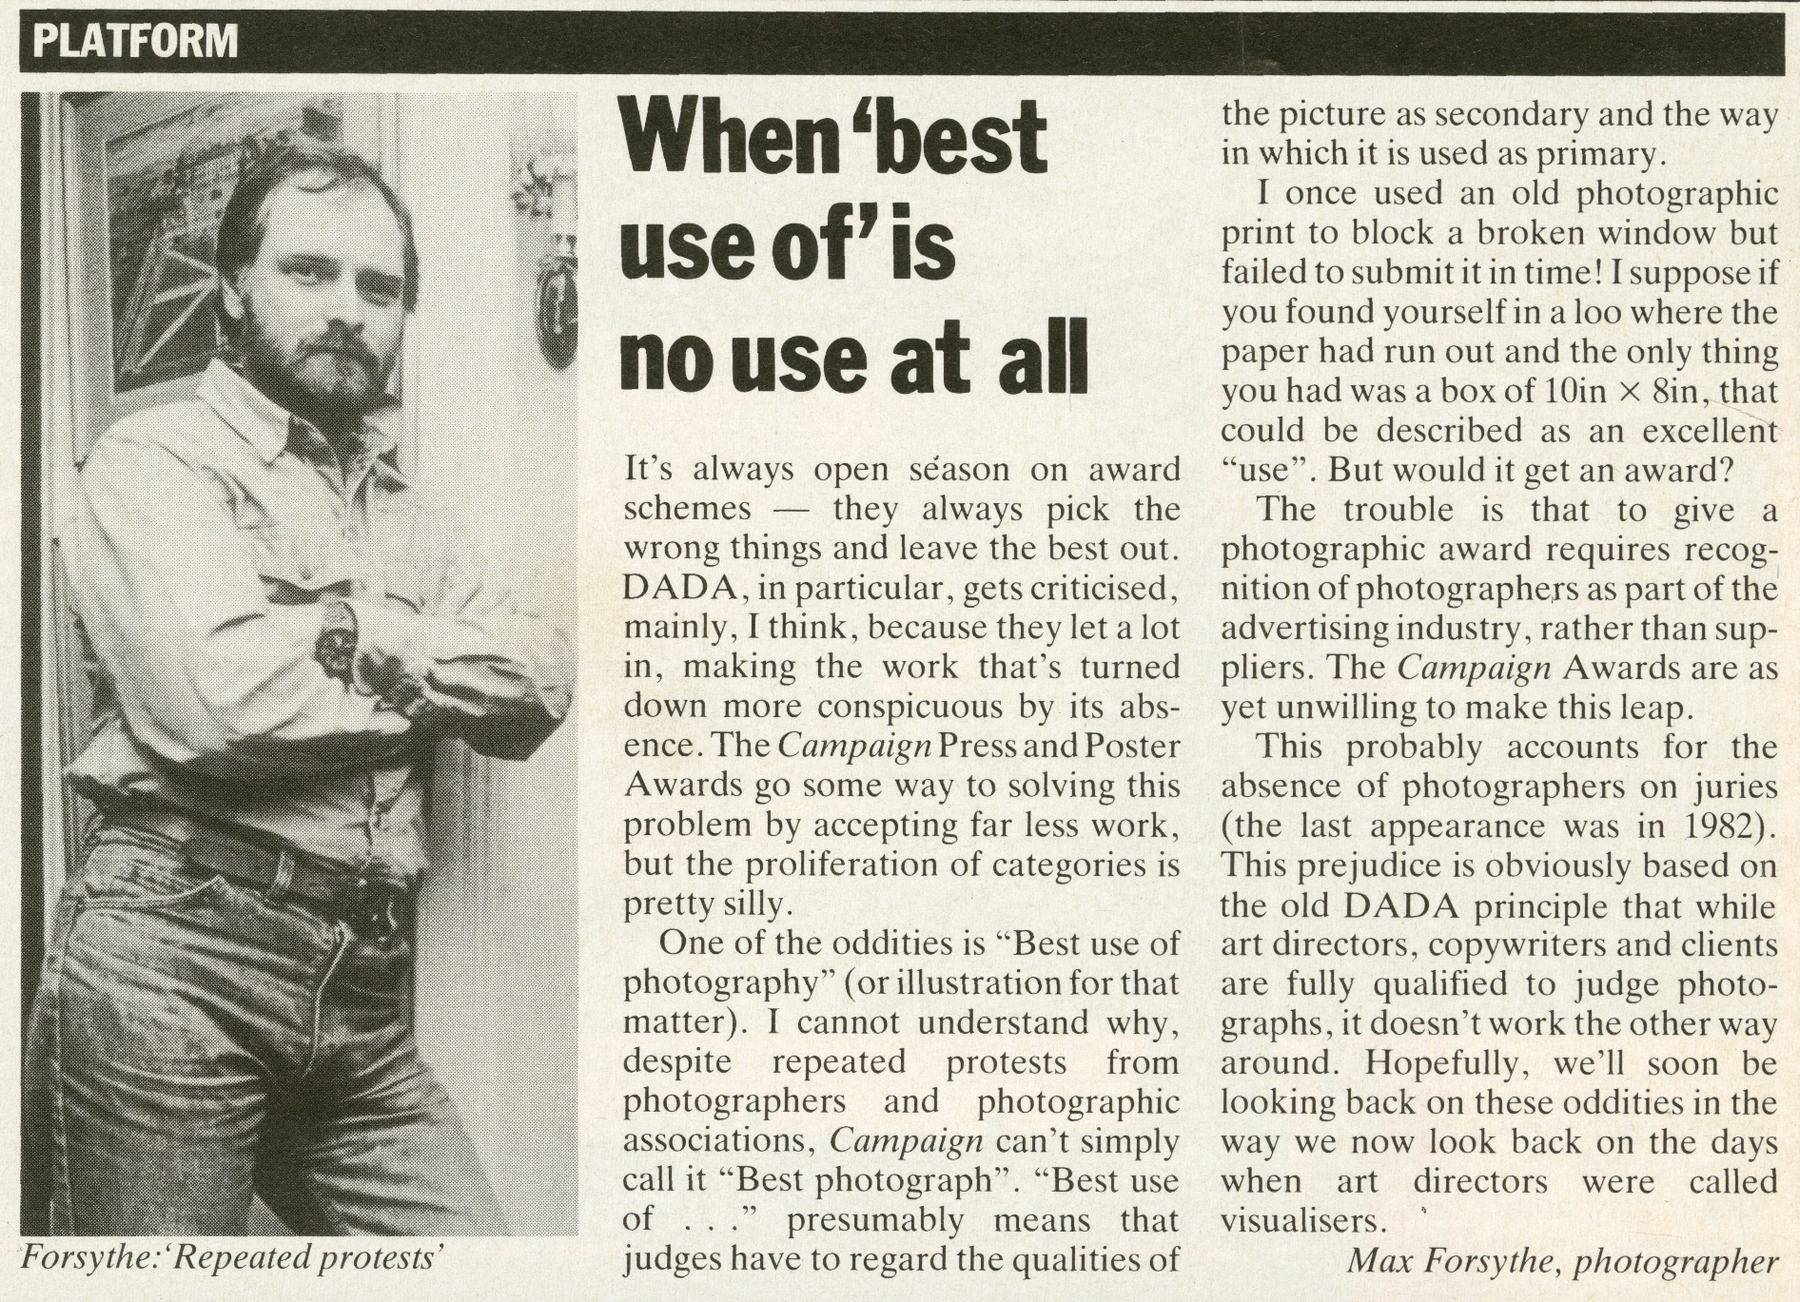 PLATFORM
When ‘best
use of’ is
no use at all
It’s always open season on award
schemes — they always pick the
wrong things and leave the best out.
DADA, in particular, gets criticised,
mainly, I think, because they let a lot
in, making the work that’s turned
down more conspicuous by its abs-
ence. The Campaign Press and Poster
Awards go some way to solving this
problem by accepting far less work,
but the proliferation of categories is
pretty silly.
One of the oddities is “Best use of
photography” (or illustration for that
matter). I cannot understand why,
despite repeated protests from
photographers and photographic
associations, Campaign can’t simply
call it “Best photograph”. “Best use
of . . .” presumably means that
judges have to regard the qualities of
the picture as secondary and the way
in which it is used as primary.
I once used an old photographic
print to block a broken window but
failed to submit it in time! I suppose if
you found yourself in a loo where the
paper had run out and the only thing
you had was a box of 10in × 8in, that
could be described as an excellent
“use”. But would it get an award?
The trouble is that to give a
photographic award requires recog-
nition of photographers as part of the
advertising industry, rather than sup-
pliers. The Campaign Awards are as
yet unwilling to make this leap.
This probably accounts for the
absence of photographers on juries
(the last appearance was in 1982).
This prejudice is obviously based on
the old DADA principle that while
art directors, copywriters and clients
are fully qualified to judge photo-
graphs, it doesn’t work the other way
around. Hopefully, we’ll soon be
looking back on these oddities in the
way we now look back on the days
when art directors were called
visualisers.
Max Forsythe, photographer
Forsythe: ‘Repeated protests’